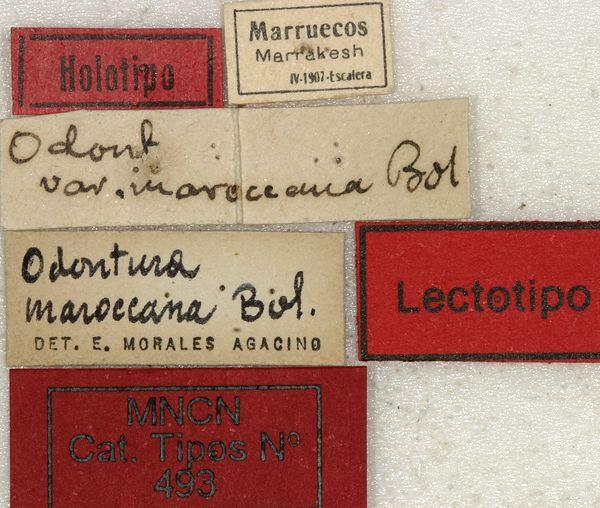 Holotipo
Marruecos
Marrakesh
IV-1907-Escalera
Odont
var. maroccana Bol
Odontura
maroccana Bol.
DET. E. MORALES AGACINO
Lectotipo
MNCN
Cat. Tipos Nº
493